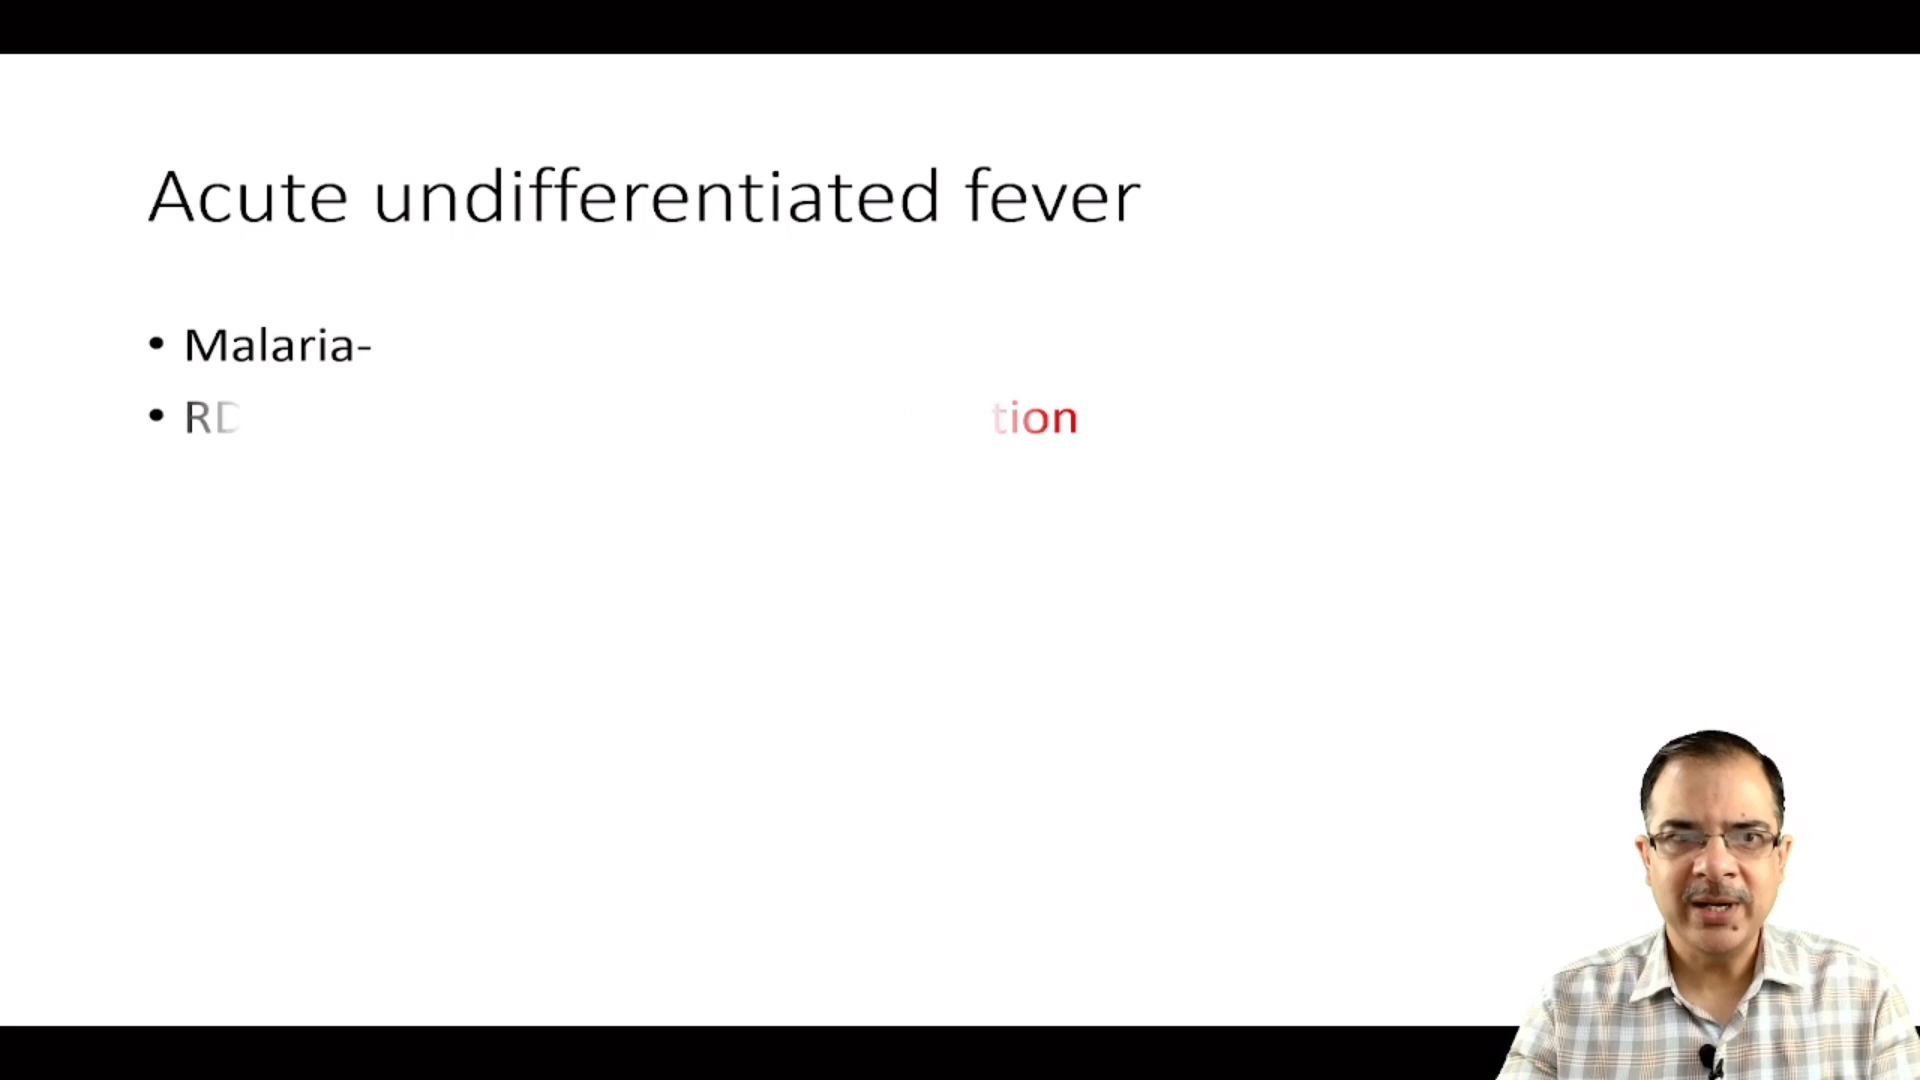 Acute undifferentiated fever
• Malaria-
• RD tion